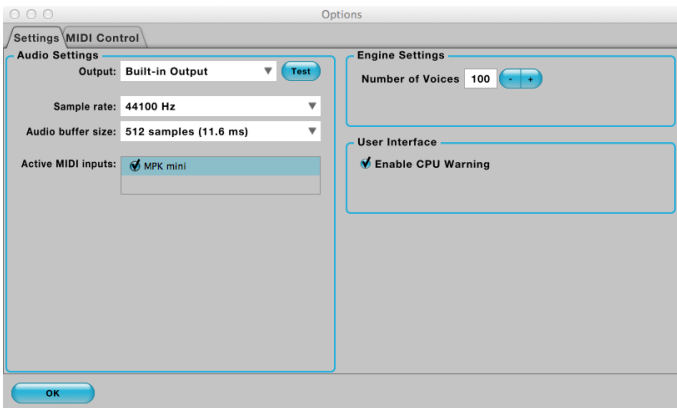 Options
Settings MIDI Control
Audio Settings
Output: Built-in Output Test
Sample rate: 44100 Hz
Audio buffer size: 512 samples (11.6 ms)
Active MIDI inputs: MPK mini
Engine Settings
Number of Voices 100 - +
User Interface
Enable CPU Warning
OK